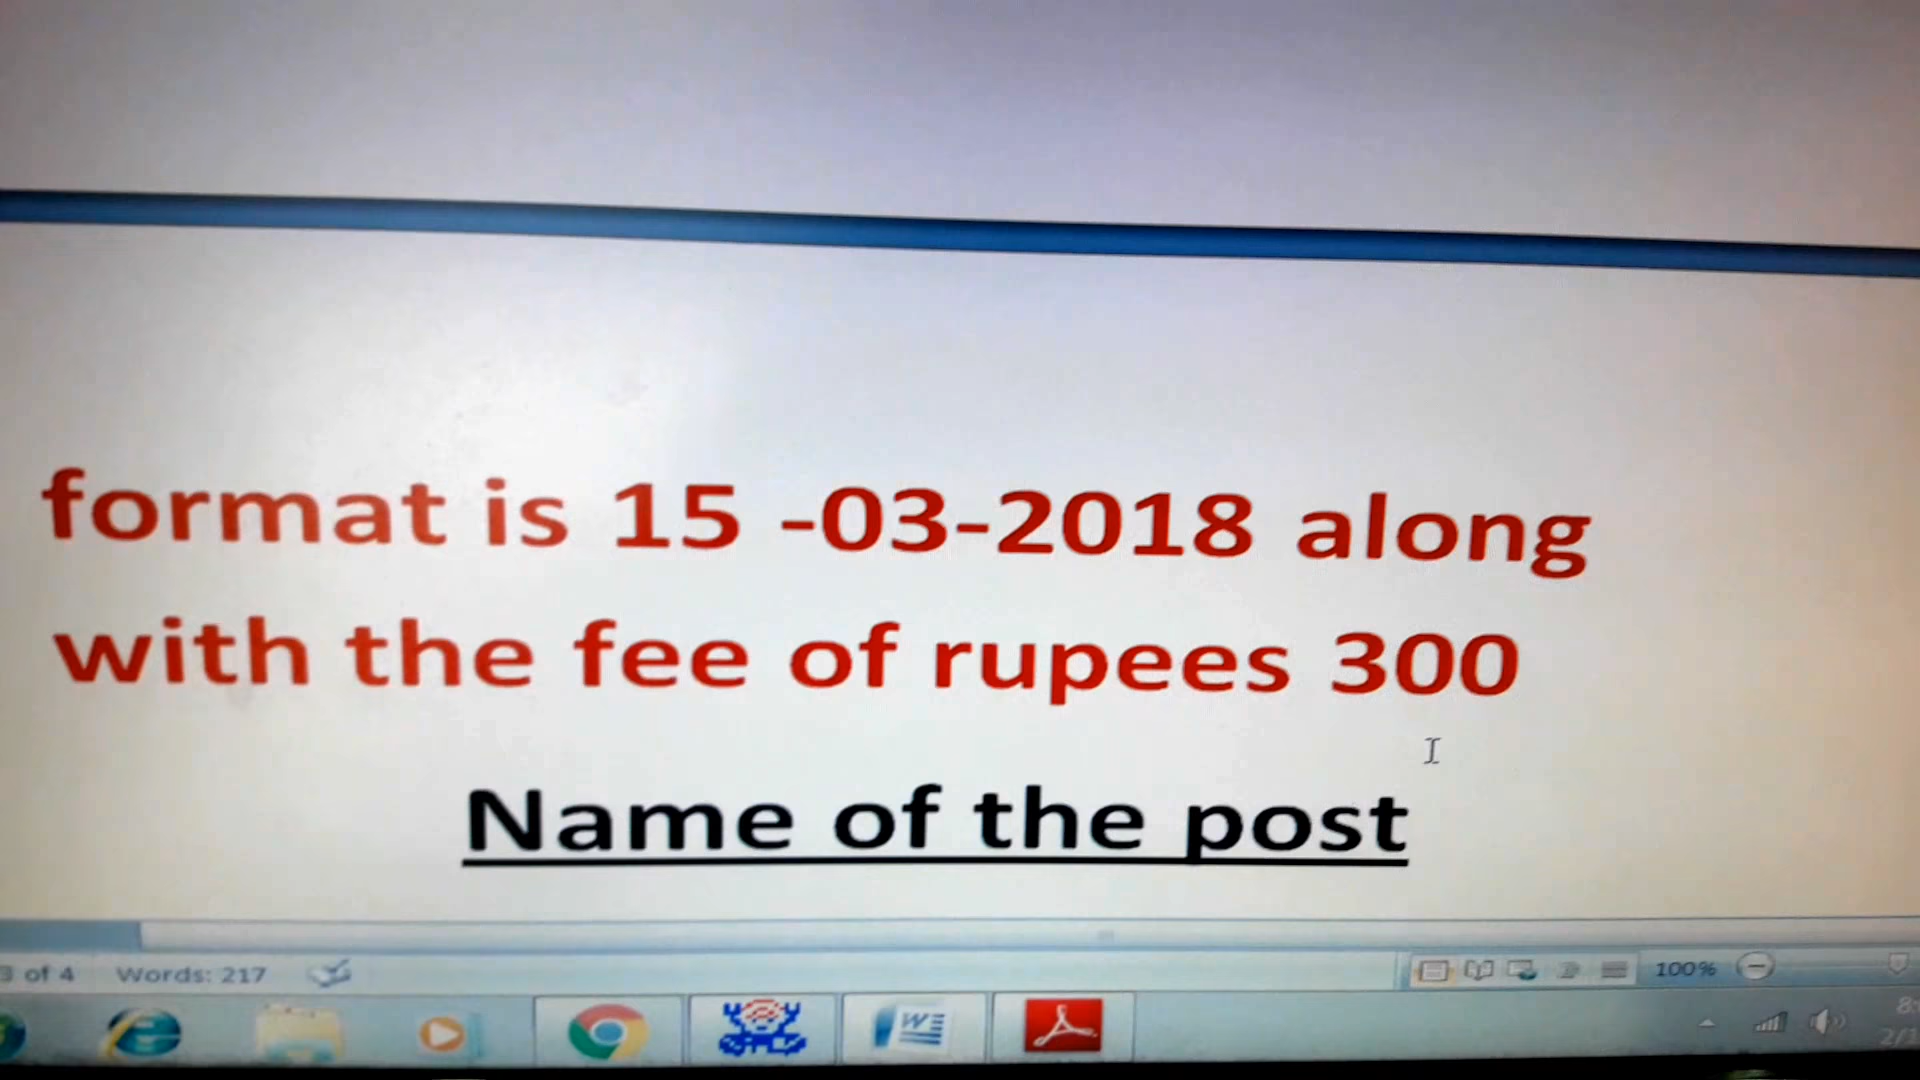 format is 15 -03-2018 along
with the fee of rupees 300
Name of the post
3 of 4 Words: 217 100%